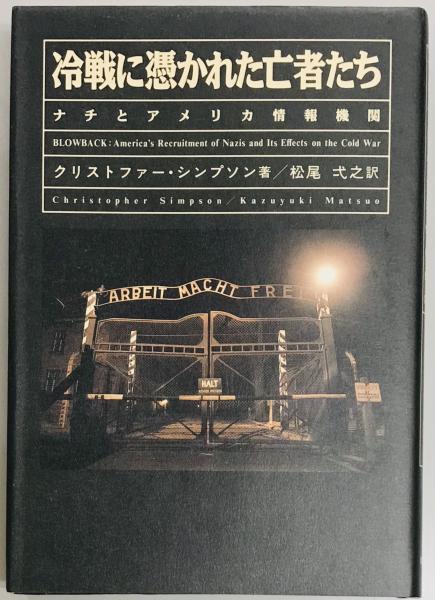 冷戦に憑かれた亡者たち
ナチとアメリカ情報機関
BLOWBACK: America's Recruitment of Nazis and Its Effects on the Cold War
クリストファー・シンプソン著／松尾 弌之訳
Christopher Simpson／Kazuyuki Matsuo
ARBEIT MACHT FREI
HALT